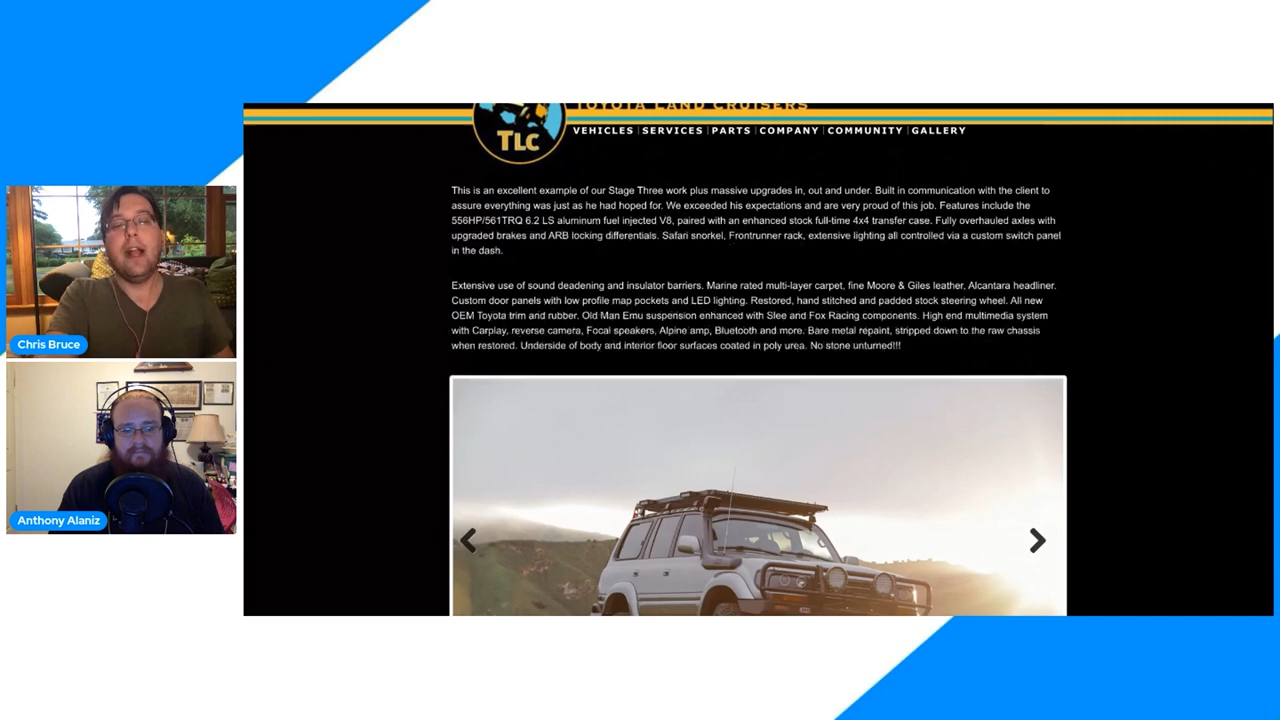 TOYOTA LAND CRUISERS
TLC
VEHICLES | SERVICES | PARTS | COMPANY | COMMUNITY | GALLERY
This is an excellent example of our Stage Three work plus massive upgrades in, out and under. Built in communication with the client to
assure everything was just as he had hoped for. We exceeded his expectations and are very proud of this job. Features include the
556HP/561TRQ 6.2 LS aluminum fuel injected V8, paired with an enhanced stock full-time 4x4 transfer case. Fully overhauled axles with
upgraded brakes and ARB locking differentials. Safari snorkel, Frontrunner rack, extensive lighting all controlled via a custom switch panel
in the dash.
Extensive use of sound deadening and insulator barriers. Marine rated multi-layer carpet, fine Moore & Giles leather, Alcantara headliner.
Custom door panels with low profile map pockets and LED lighting. Restored, hand stitched and padded stock steering wheel. All new
OEM Toyota trim and rubber. Old Man Emu suspension enhanced with Slee and Fox Racing components. High end multimedia system
with Carplay, reverse camera, Focal speakers, Alpine amp, Bluetooth and more. Bare metal repaint, stripped down to the raw chassis
when restored. Underside of body and interior floor surfaces coated in poly urea. No stone unturned!!!
Chris Bruce
Anthony Alaniz